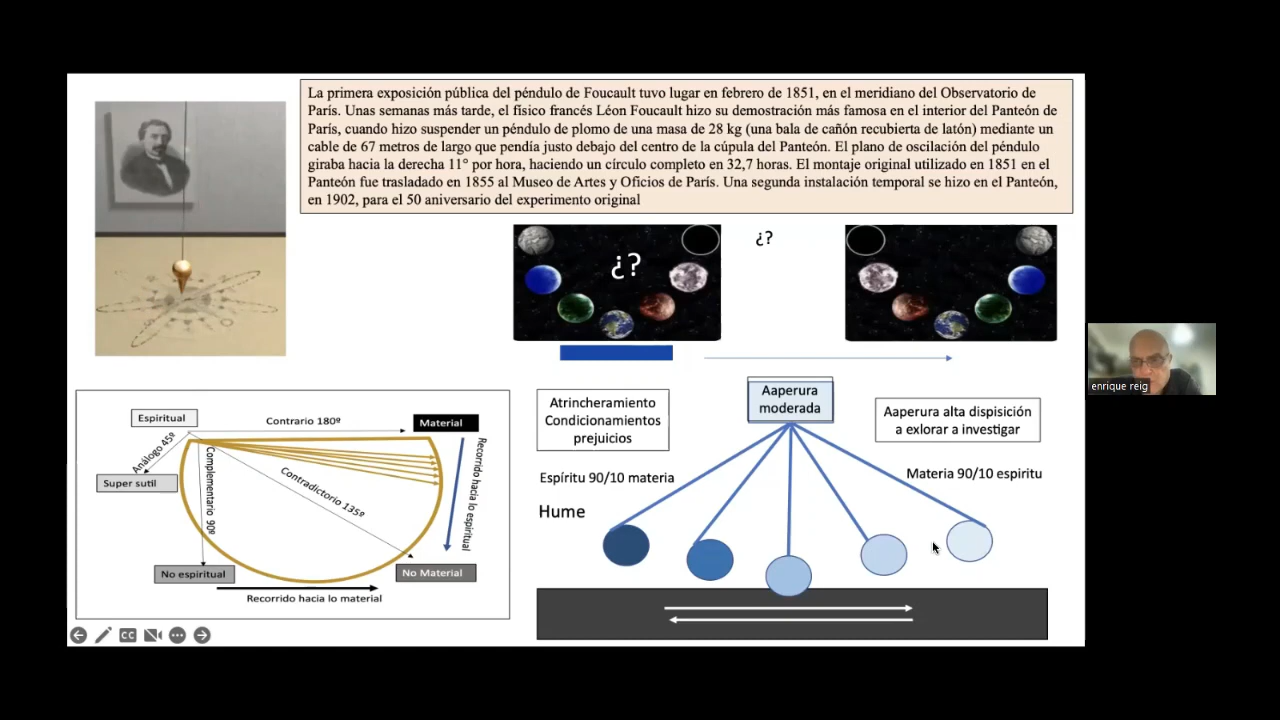 La primera exposición pública del péndulo de Foucault tuvo lugar en febrero de 1851, en el meridiano del Observatorio de
París. Unas semanas más tarde, el físico francés Léon Foucault hizo su demostración más famosa en el interior del Panteón de
París, cuando hizo suspender un péndulo de plomo de una masa de 28 kg (una bala de cañón recubierta de latón) mediante un
cable de 67 metros de largo que pendía justo debajo del centro de la cúpula del Panteón. El plano de oscilación del péndulo
giraba hacia la derecha 11° por hora, haciendo un círculo completo en 32,7 horas. El montaje original utilizado en 1851 en el
Panteón fue trasladado en 1855 al Museo de Artes y Oficios de París. Una segunda instalación temporal se hizo en el Panteón,
en 1902, para el 50 aniversario del experimento original
¿?
¿?
Atrincheramiento
Condicionamientos
prejuicios
Aaperura
moderada
Aaperura alta dispisición
a exlorar a investigar
Espíritu 90/10 materia
Materia 90/10 espiritu
Hume
Espiritual
Contrario 180º
Material
Análogo 45º
Super sutil
Complementario 90º
Contradictorio 135º
Recorrido hacia lo espiritual
No espiritual
No Material
Recorrido hacia lo material
CC
enrique reig